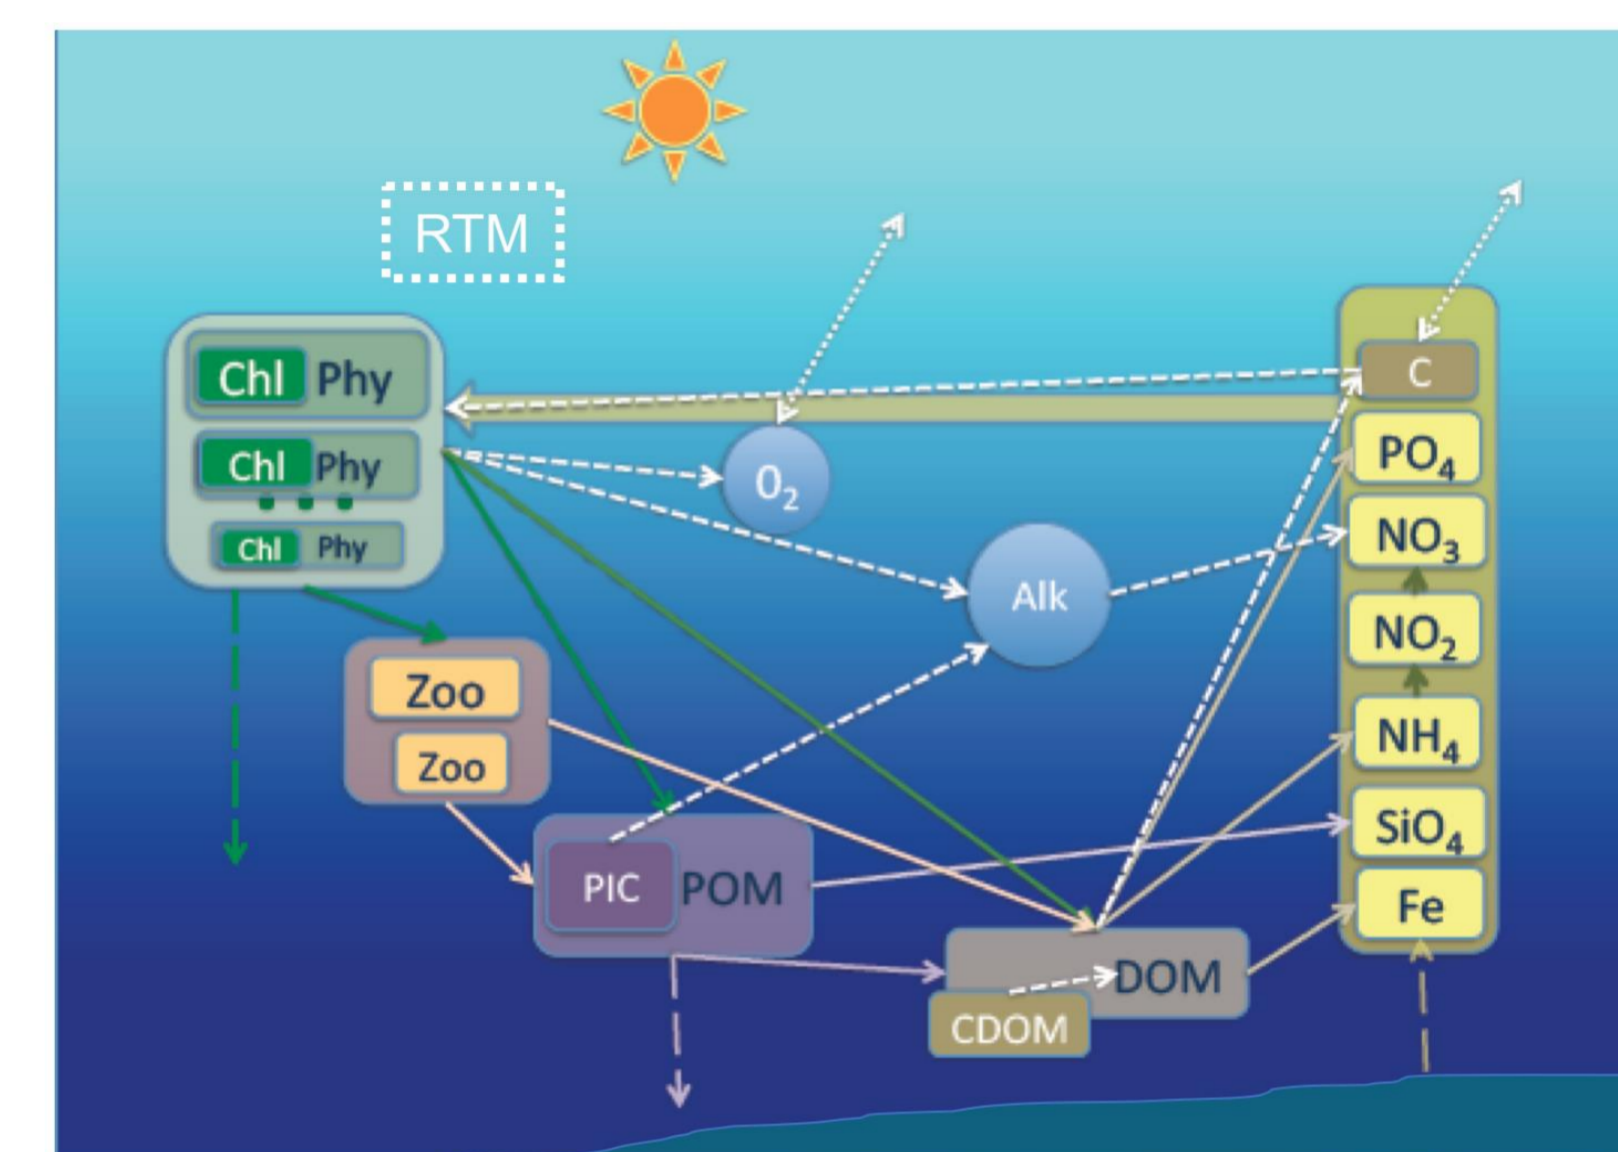 RTM
Chl Phy
Chl Phy
Chl Phy
Zoo
Zoo
PIC POM
O₂
Alk
DOM
CDOM
C
PO₄
NO₃
NO₂
NH₄
SiO₄
Fe